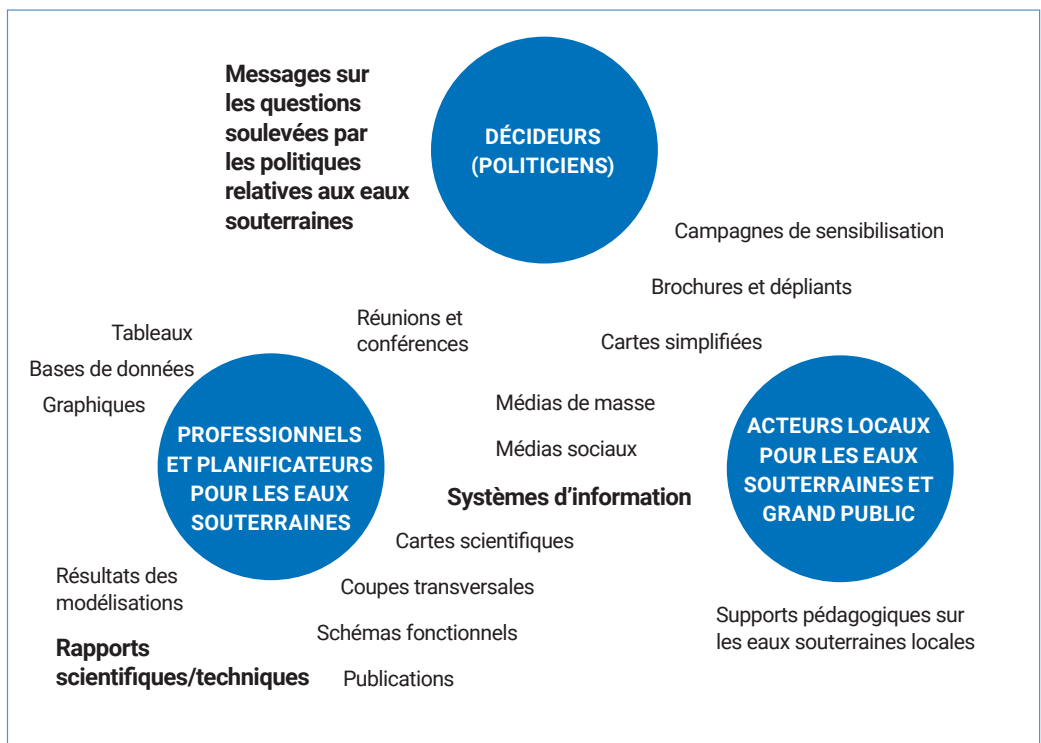 Messages sur
les questions
soulevées par
les politiques
relatives aux eaux
souterraines
DÉCIDEURS
(POLITICIENS)
Campagnes de sensibilisation
Brochures et dépliants
Cartes simplifiées
Réunions et
conférences
Tableaux
Bases de données
Graphiques
PROFESSIONNELS
ET PLANIFICATEURS
POUR LES EAUX
SOUTERRAINES
Médias de masse
Médias sociaux
Systèmes d’information
ACTEURS LOCAUX
POUR LES EAUX
SOUTERRAINES ET
GRAND PUBLIC
Cartes scientifiques
Coupes transversales
Schémas fonctionnels
Publications
Résultats des
modélisations
Rapports
scientifiques/techniques
Supports pédagogiques sur
les eaux souterraines locales